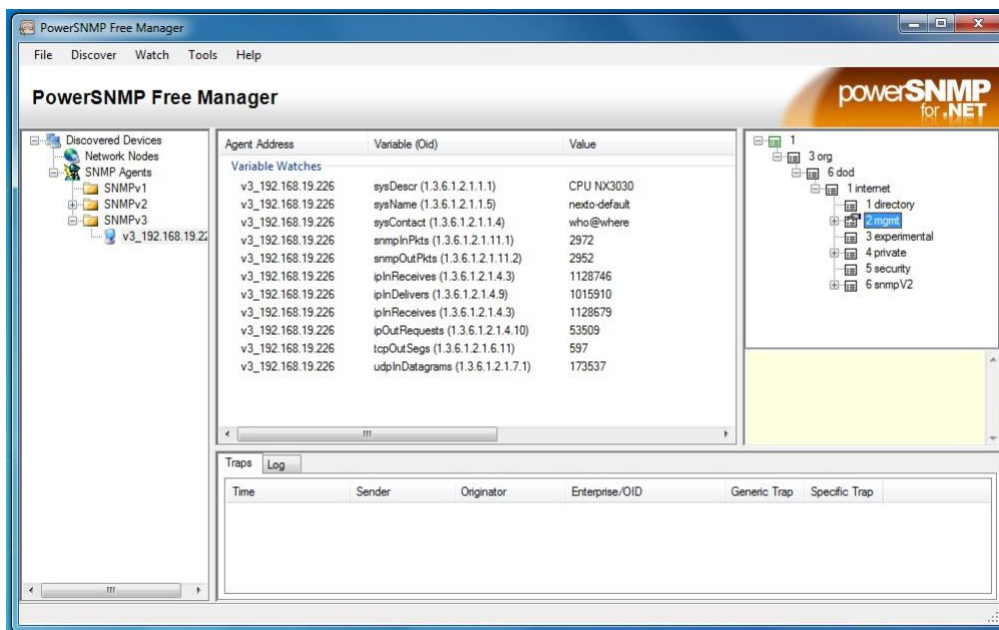 PowerSNMP Free Manager
File Discover Watch Tools Help
PowerSNMP Free Manager
powerSNMP
for .NET
Discovered Devices
Network Nodes
SNMP Agents
SNMPv1
SNMPv2
SNMPv3
v3_192.168.19.22
Agent Address Variable (Oid) Value
Variable Watches
v3_192.168.19.226 sysDescr (1.3.6.1.2.1.1.1) CPU NX3030
v3_192.168.19.226 sysName (1.3.6.1.2.1.1.5) nexto-default
v3_192.168.19.226 sysContact (1.3.6.1.2.1.1.4) who@where
v3_192.168.19.226 snmpInPkts (1.3.6.1.2.1.11.1) 2972
v3_192.168.19.226 snmpOutPkts (1.3.6.1.2.1.11.2) 2952
v3_192.168.19.226 ipInReceives (1.3.6.1.2.1.4.3) 1128746
v3_192.168.19.226 ipInDelivers (1.3.6.1.2.1.4.9) 1015910
v3_192.168.19.226 ipInReceives (1.3.6.1.2.1.4.3) 1128679
v3_192.168.19.226 ipOutRequests (1.3.6.1.2.1.4.10) 53509
v3_192.168.19.226 tcpOutSegs (1.3.6.1.2.1.6.11) 597
v3_192.168.19.226 udpInDatagrams (1.3.6.1.2.1.7.1) 173537
1
3 org
6 dod
1 internet
1 directory
2 mgmt
3 experimental
4 private
5 security
6 snmpV2
Traps Log
Time Sender Originator Enterprise/OID Generic Trap Specific Trap